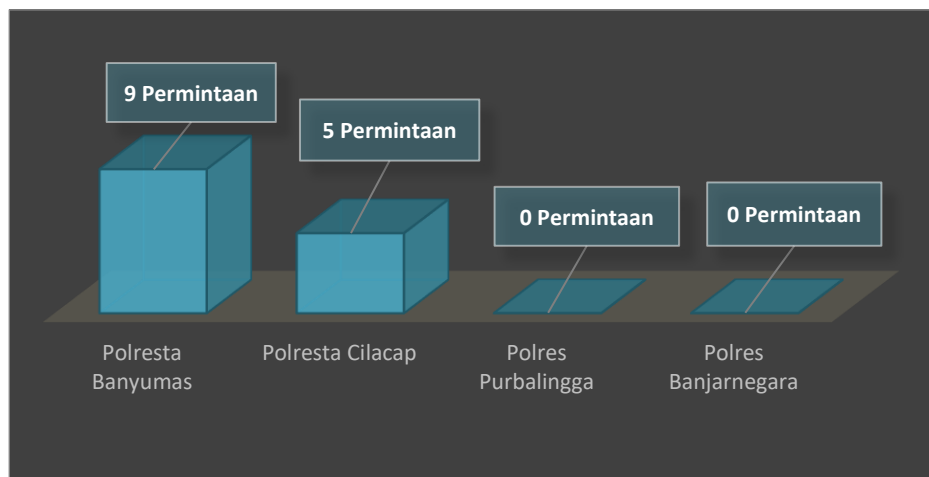 9 Permintaan
5 Permintaan
0 Permintaan
0 Permintaan
Polresta
Banyumas
Polresta Cilacap
Polres
Purbalingga
Polres
Banjarnegara